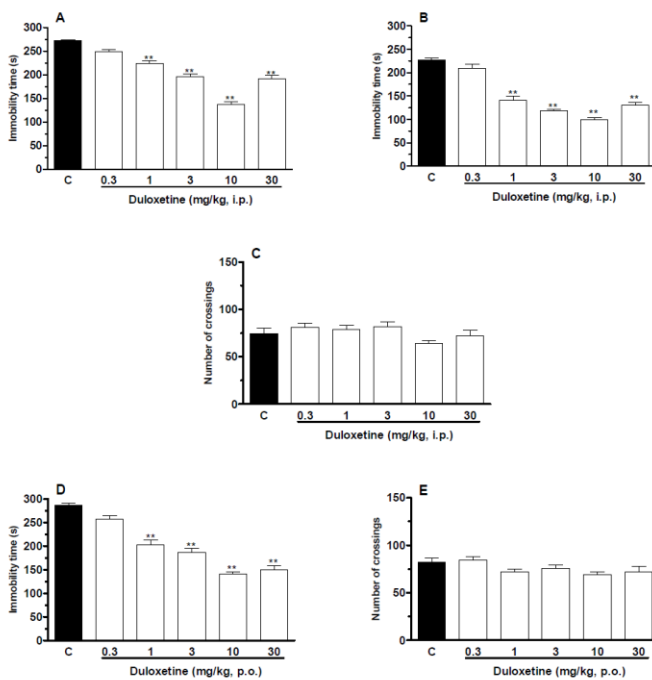 A
Immobility time (s)
300
250
200
150
100
50
0
** ** ** **
C 0.3 1 3 10 30
Duloxetine (mg/kg, i.p.)
B
Immobility time (s)
300
250
200
150
100
50
0
** ** ** **
C 0.3 1 3 10 30
Duloxetine (mg/kg, i.p.)
C
Number of crossings
150
100
50
0
C 0.3 1 3 10 30
Duloxetine (mg/kg, i.p.)
D
Immobility time (s)
300
250
200
150
100
50
0
** ** ** **
C 0.3 1 3 10 30
Duloxetine (mg/kg, p.o.)
E
Number of crossings
150
100
50
0
C 0.3 1 3 10 30
Duloxetine (mg/kg, p.o.)